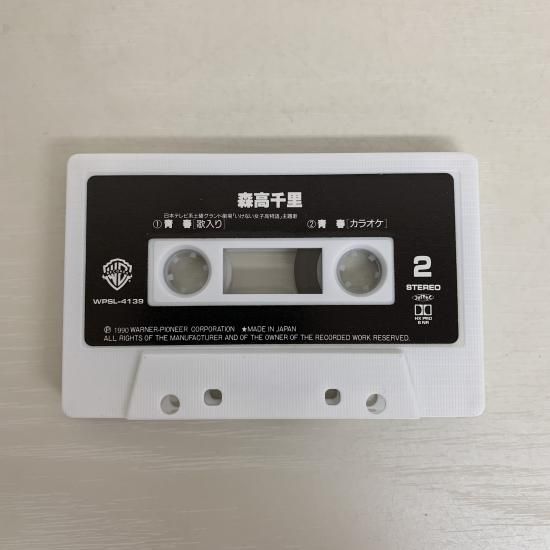 森高千里
日本テレビ系土曜グランド劇場「いけない女子高物語」主題歌
①青 春［歌入り］ ②青 春［カラオケ］
2
STEREO
WPSL-4139
HX PRO
B NR
Ⓟ 1990 WARNER-PIONEER CORPORATION ★MADE IN JAPAN
ALL RIGHTS OF THE MANUFACTURER AND OF THE OWNER OF THE RECORDED WORK RESERVED.